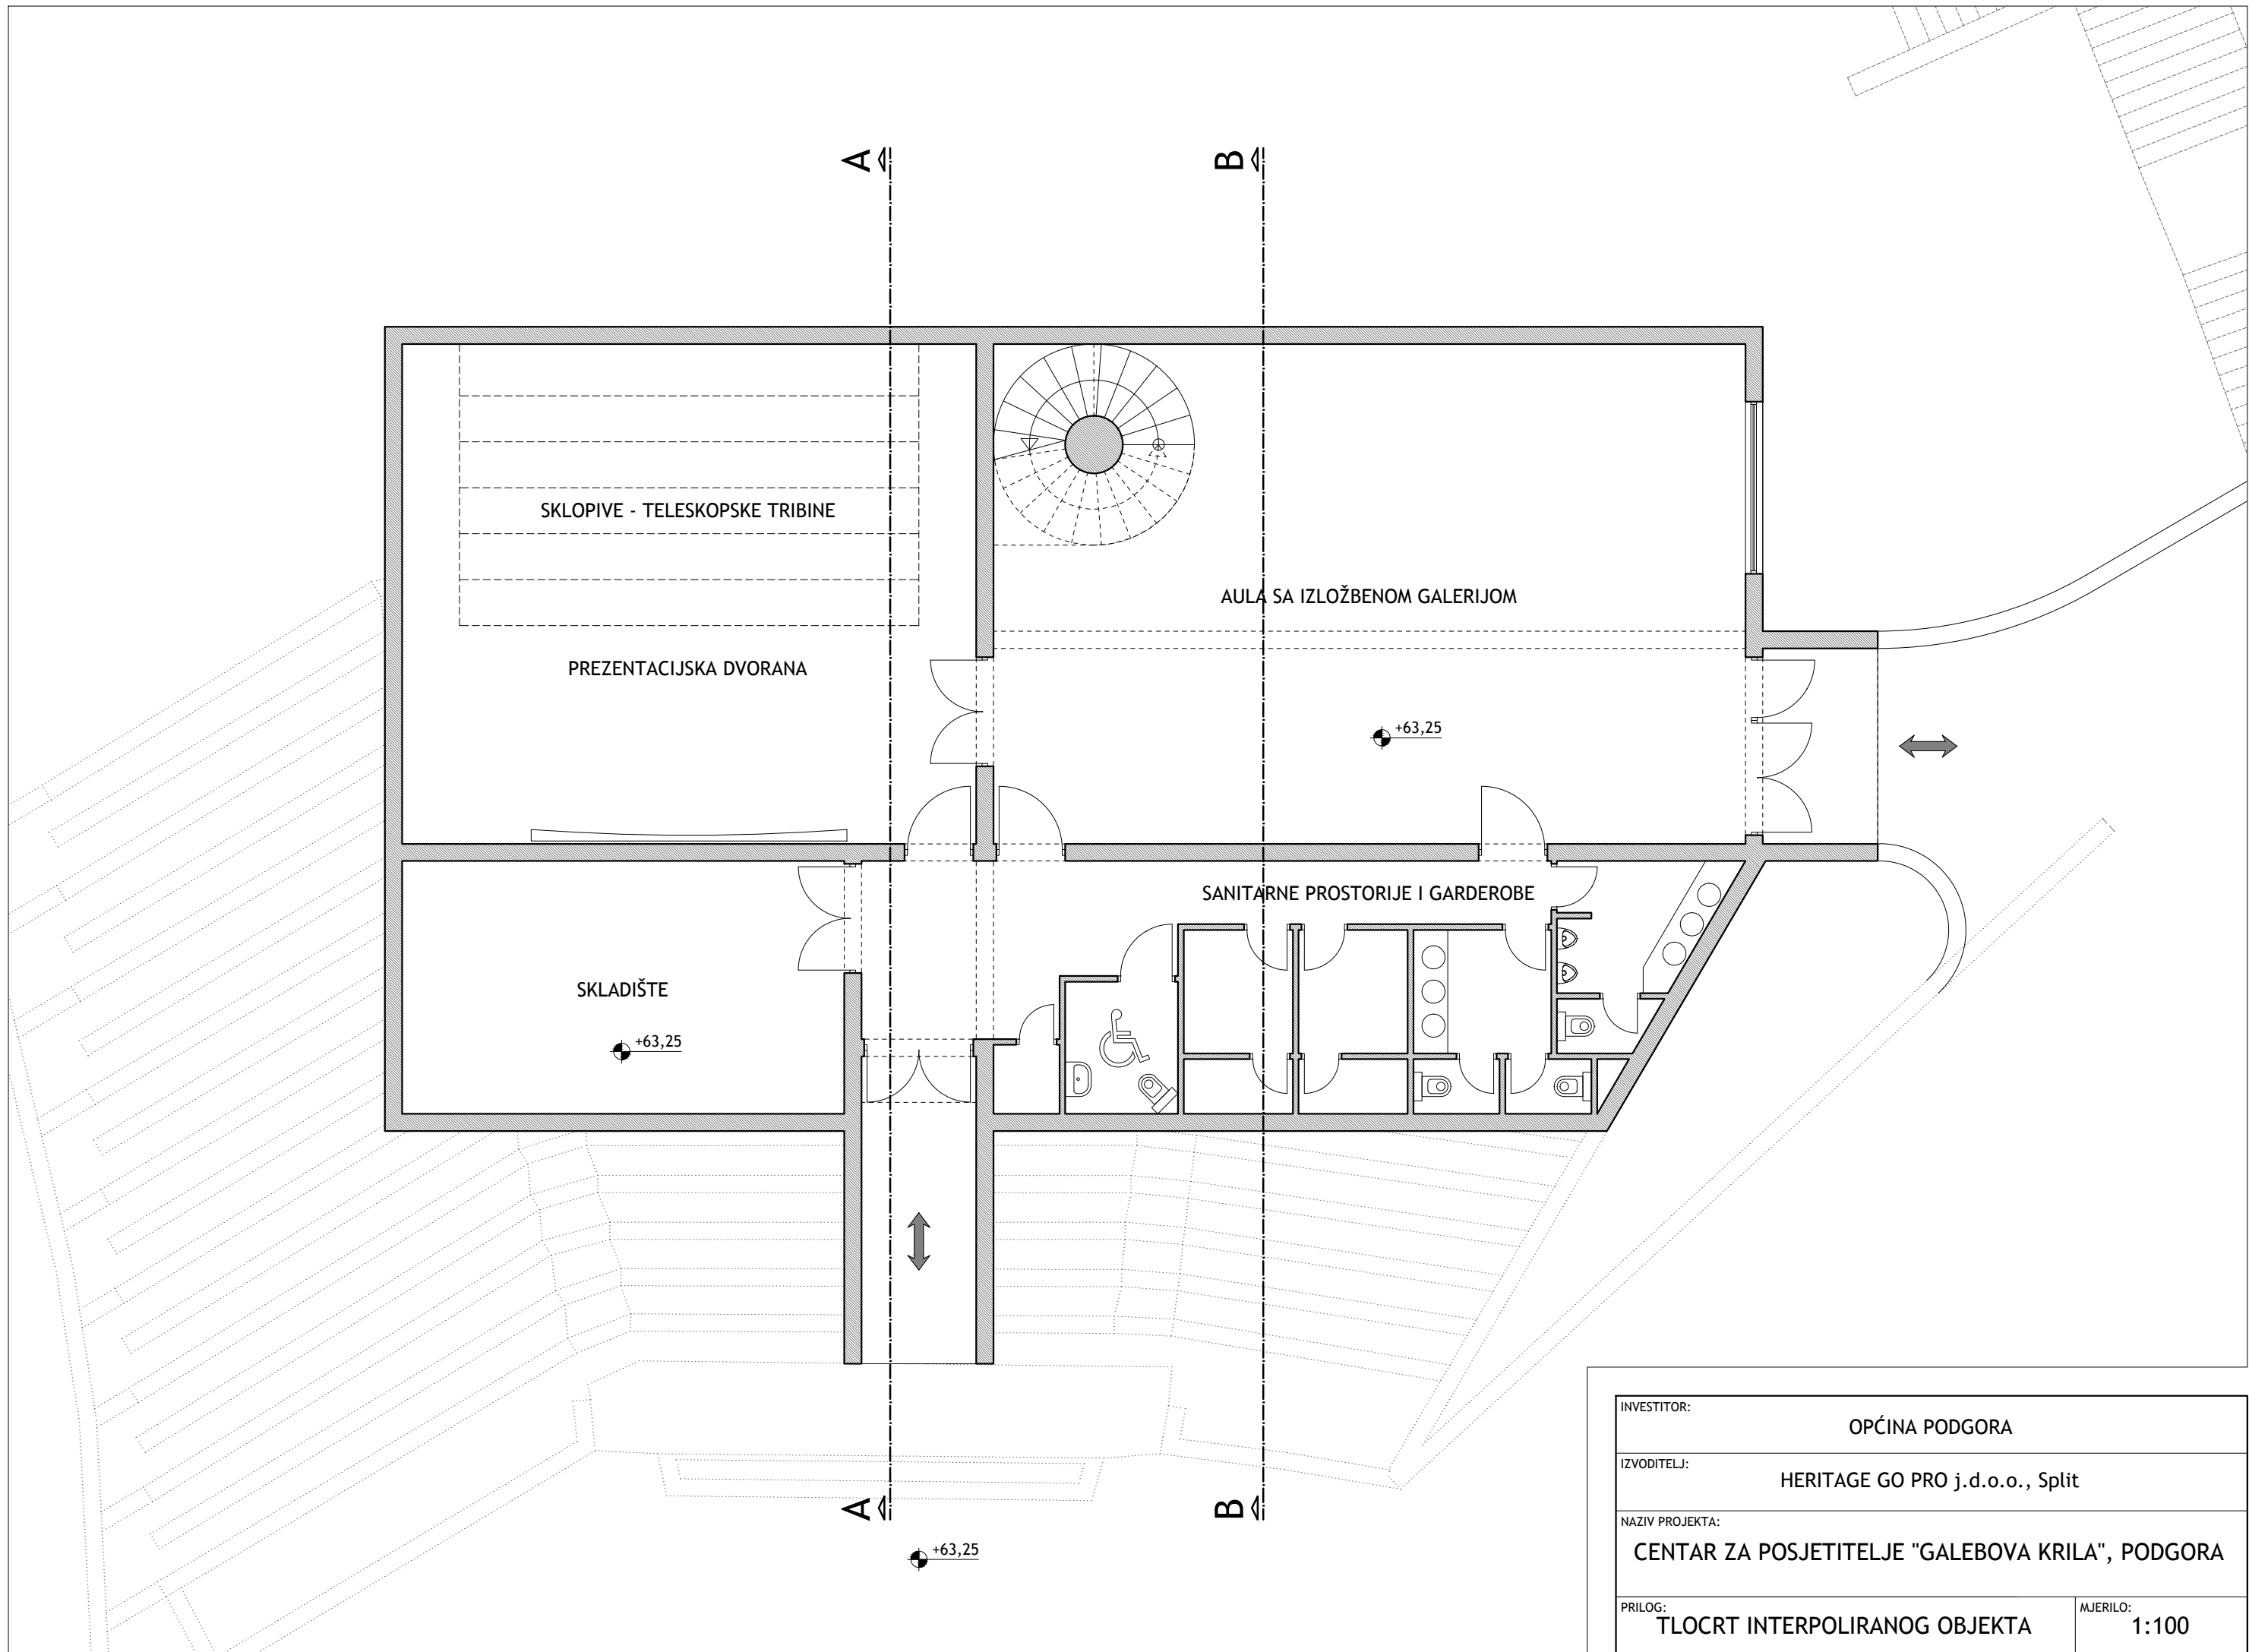 A
B
SKLOPIVE - TELESKOPSKE TRIBINE
AULA SA IZLOŽBENOM GALERIJOM
PREZENTACIJSKA DVORANA
+63,25
SANITARNE PROSTORIJE I GARDEROBE
SKLADIŠTE
+63,25
A
B
+63,25
INVESTITOR:
OPĆINA PODGORA
IZVODITELJ:
HERITAGE GO PRO j.d.o.o., Split
NAZIV PROJEKTA:
CENTAR ZA POSJETITELJE "GALEBOVA KRILA", PODGORA
PRILOG:
TLOCRT INTERPOLIRANOG OBJEKTA
MJERILO:
1:100